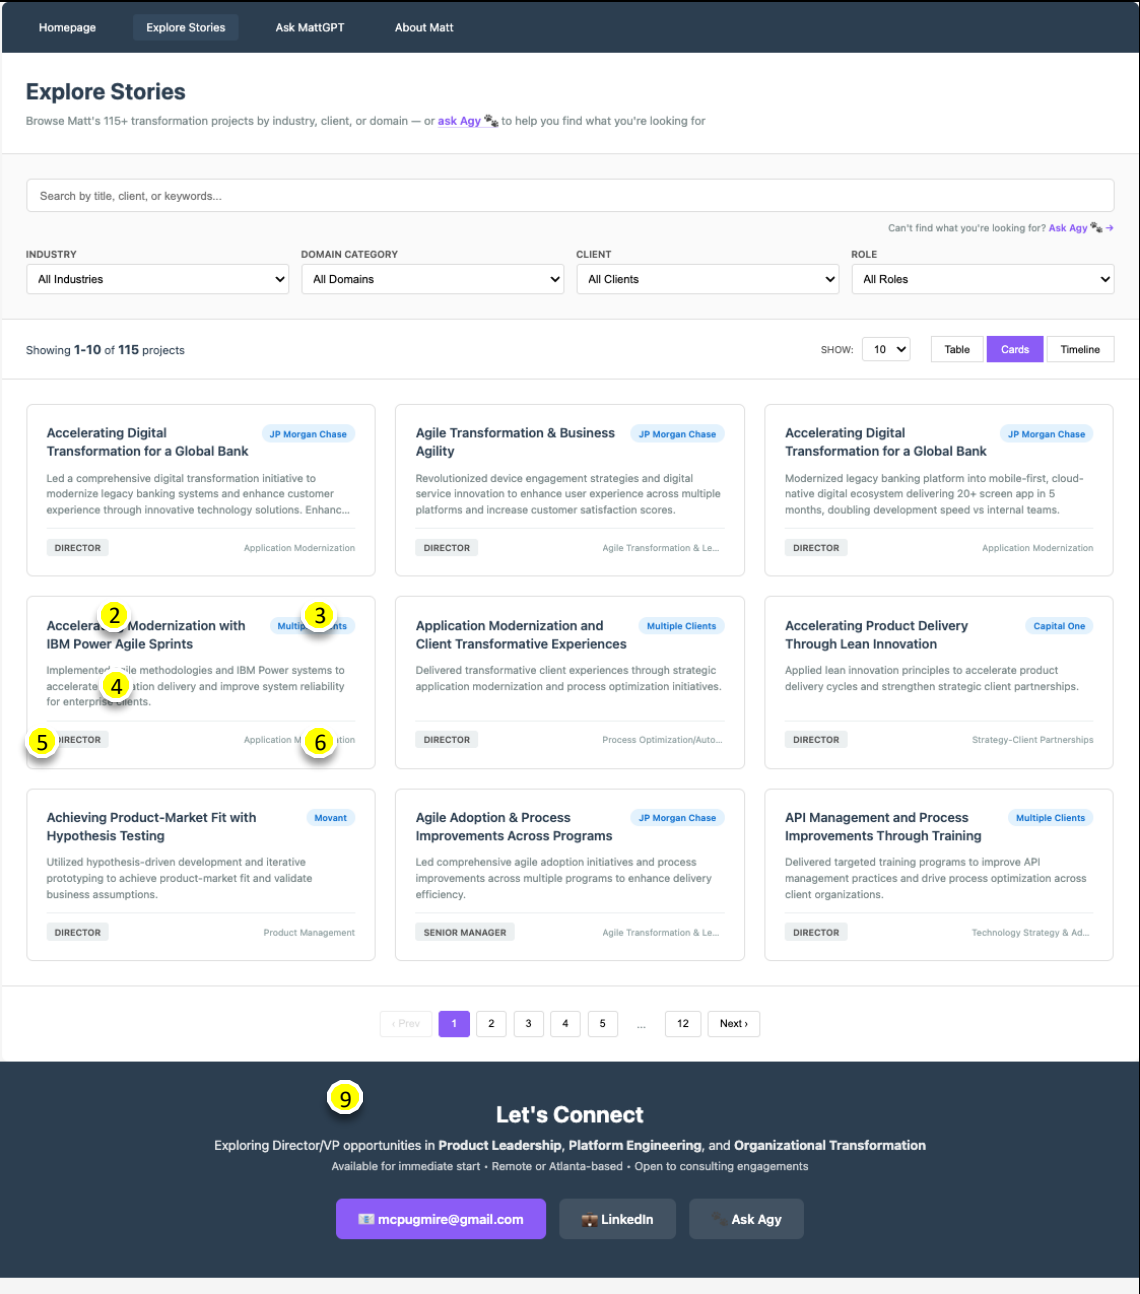 Homepage Explore Stories Ask MattGPT About Matt
Explore Stories
Browse Matt's 115+ transformation projects by industry, client, or domain — or ask Agy 🐾 to help you find what you're looking for
Search by title, client, or keywords...
Can't find what you're looking for? Ask Agy 🐾 →
INDUSTRY DOMAIN CATEGORY CLIENT ROLE
All Industries All Domains All Clients All Roles
Showing 1-10 of 115 projects SHOW: 10 Table Cards Timeline
Accelerating Digital
Transformation for a Global Bank
JP Morgan Chase
Led a comprehensive digital transformation initiative to
modernize legacy banking systems and enhance customer
experience through innovative technology solutions. Enhanc...
DIRECTOR Application Modernization
Agile Transformation & Business
Agility
JP Morgan Chase
Revolutionized device engagement strategies and digital
service innovation to enhance user experience across multiple
platforms and increase customer satisfaction scores.
DIRECTOR Agile Transformation & Le...
Accelerating Digital
Transformation for a Global Bank
JP Morgan Chase
Modernized legacy banking platform into mobile-first, cloud-
native digital ecosystem delivering 20+ screen app in 5
months, doubling development speed vs internal teams.
DIRECTOR Application Modernization
2
3
Modernization with
IBM Power Agile Sprints
Implemented methodologies and IBM Power systems to
accelerate 4 delivery and improve system reliability
for enterprise clients.
5 DIRECTOR Application 6
Application Modernization and
Client Transformative Experiences
Multiple Clients
Delivered transformative client experiences through strategic
application modernization and process optimization initiatives.
DIRECTOR Process Optimization/Auto...
Accelerating Product Delivery
Through Lean Innovation
Capital One
Applied lean innovation principles to accelerate product
delivery cycles and strengthen strategic client partnerships.
DIRECTOR Strategy-Client Partnerships
Achieving Product-Market Fit with
Hypothesis Testing
Movant
Utilized hypothesis-driven development and iterative
prototyping to achieve product-market fit and validate
business assumptions.
DIRECTOR Product Management
Agile Adoption & Process
Improvements Across Programs
JP Morgan Chase
Led comprehensive agile adoption initiatives and process
improvements across multiple programs to enhance delivery
efficiency.
SENIOR MANAGER Agile Transformation & Le...
API Management and Process
Improvements Through Training
Multiple Clients
Delivered targeted training programs to improve API
management practices and drive process optimization across
client organizations.
DIRECTOR Technology Strategy & Ad...
‹ Prev 1 2 3 4 5 ... 12 Next ›
9
Let's Connect
Exploring Director/VP opportunities in Product Leadership, Platform Engineering, and Organizational Transformation
Available for immediate start • Remote or Atlanta-based • Open to consulting engagements
📧 mcpugmire@gmail.com 💼 LinkedIn 🐾 Ask Agy